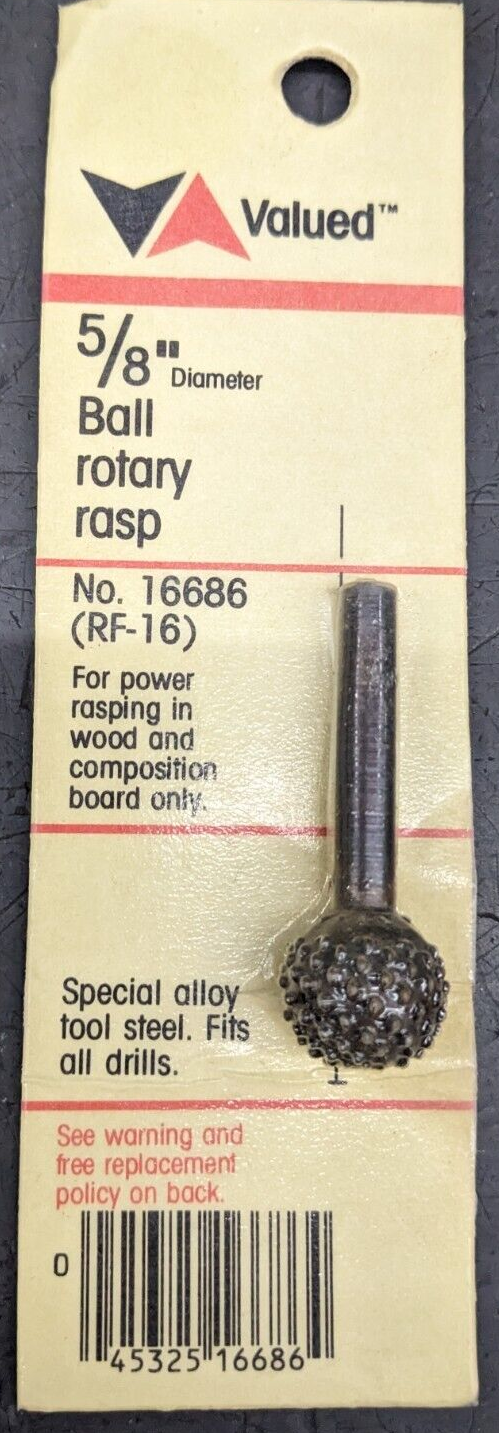 Valued™
5/8" Diameter
Ball
rotary
rasp
No. 16686
(RF-16)
For power
rasping in
wood and
composition
board only.
Special alloy
tool steel. Fits
all drills.
See warning and
free replacement
policy on back.
0 45325 16686